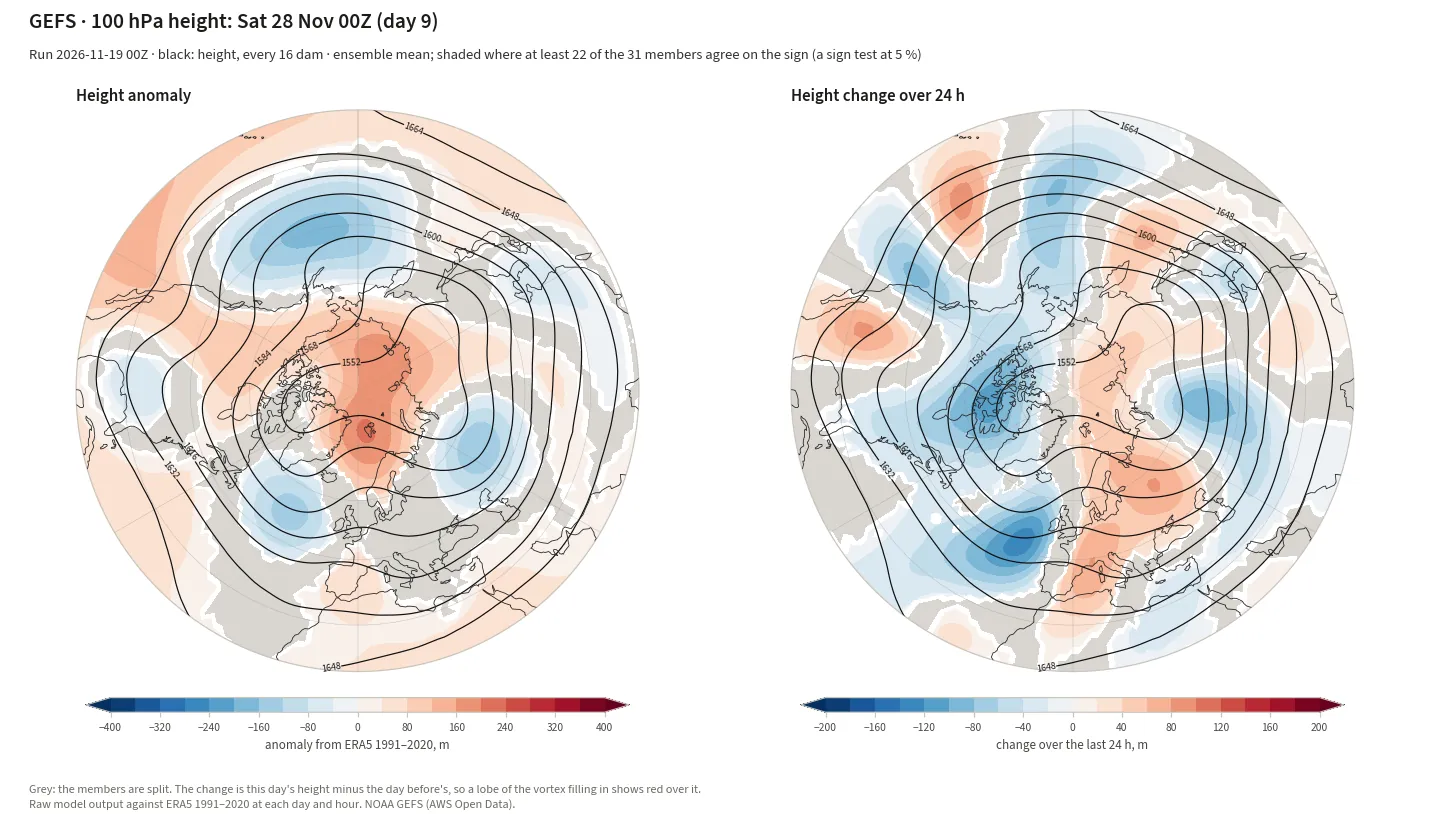 GEFS · 100 hPa height: Sat 28 Nov 00Z (day 9)
Run 2026-11-19 00Z · black: height, every 16 dam · ensemble mean; shaded where at least 22 of the 31 members agree on the sign (a sign test at 5 %)
Height anomaly
Height change over 24 h
1664
1648
1600
1584
1568
1552
1632
1648
1664
1648
1600
1584
1568
1552
1632
1648
−400 −320 −240 −160 −80 0 80 160 240 320 400
anomaly from ERA5 1991–2020, m
−200 −160 −120 −80 −40 0 40 80 120 160 200
change over the last 24 h, m
Grey: the members are split. The change is this day's height minus the day before's, so a lobe of the vortex filling in shows red over it.
Raw model output against ERA5 1991–2020 at each day and hour. NOAA GEFS (AWS Open Data).